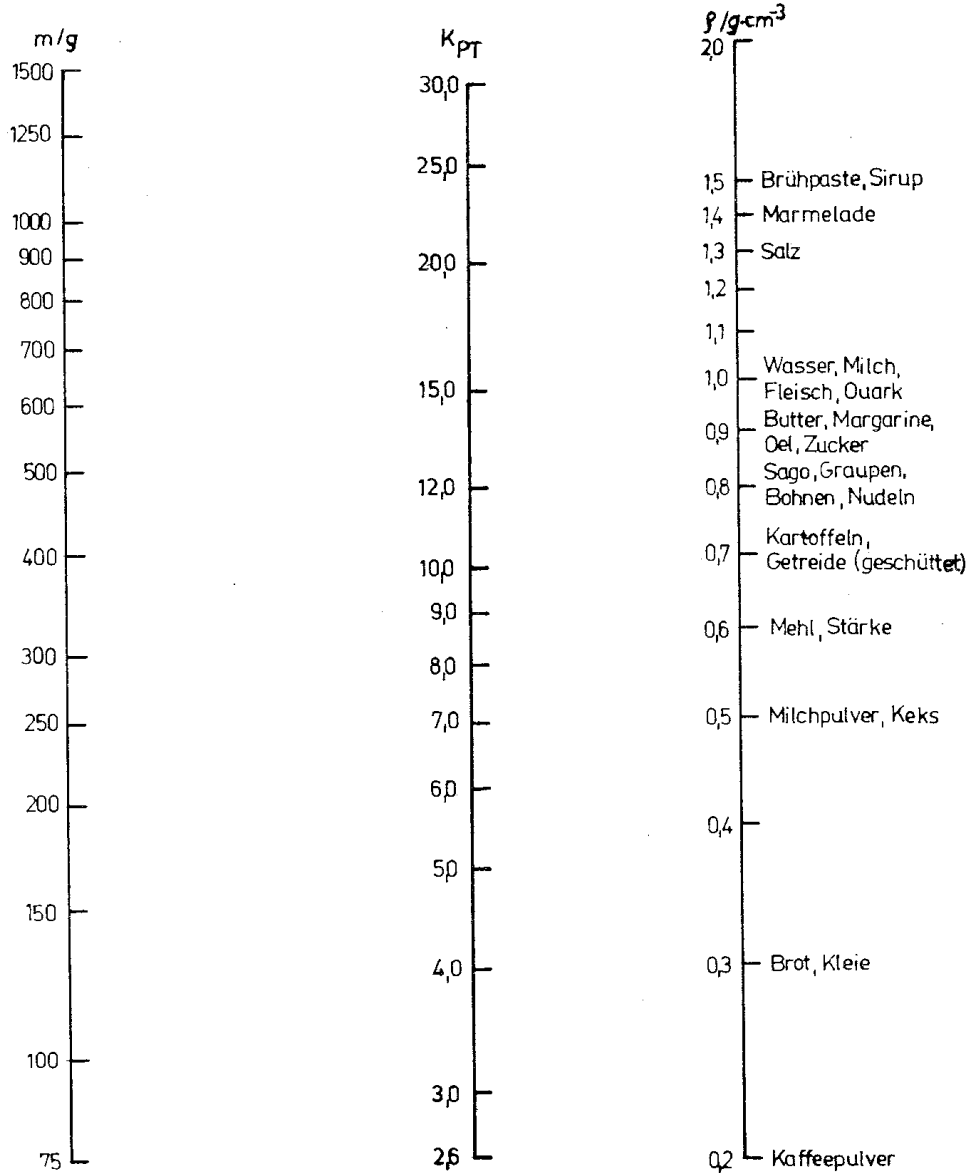 m/g
1500
1250
1000
900
800
700
600
500
400
300
250
200
150
100
75
K PT
30,0
25,0
20,0
15,0
12,0
10,0
9,0
8,0
7,0
6,0
5,0
4,0
3,0
2,6
ρ/g·cm⁻³
2,0
1,5 Brühpaste, Sirup
1,4 Marmelade
1,3 Salz
1,2
1,1
1,0 Wasser, Milch,
Fleisch, Quark
0,9 Butter, Margarine,
Oel, Zucker
0,8 Sago, Graupen,
Bohnen, Nudeln
0,7 Kartoffeln,
Getreide (geschüttet)
0,6 Mehl, Stärke
0,5 Milchpulver, Keks
0,4
0,3 Brot, Kleie
0,2 Kaffeepulver